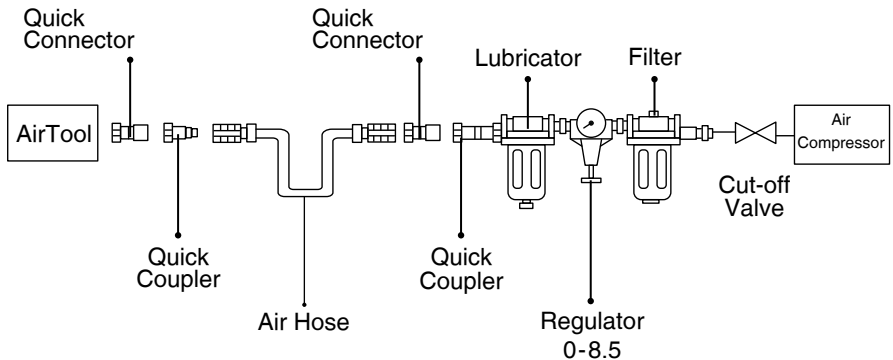 Quick
Connector
Quick
Connector
Lubricator
Filter
AirTool
Air
Compressor
Cut-off
Valve
Quick
Coupler
Quick
Coupler
Air Hose
Regulator
0-8.5